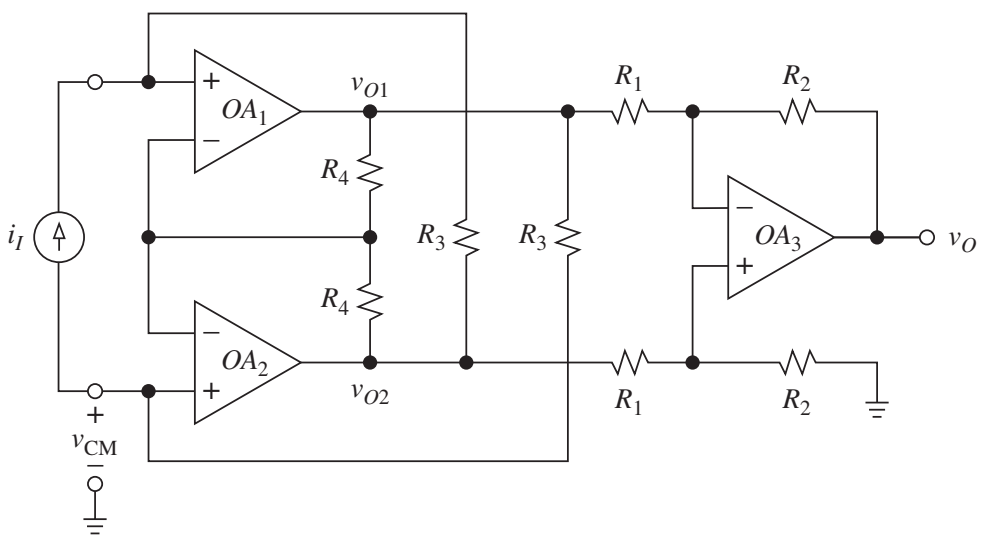 v_O1
R_1
R_2
+
OA_1
−
R_4
i_I
R_3
R_3
−
OA_3
+
v_O
R_4
−
OA_2
+
v_O2
R_1
R_2
+
v_CM
−